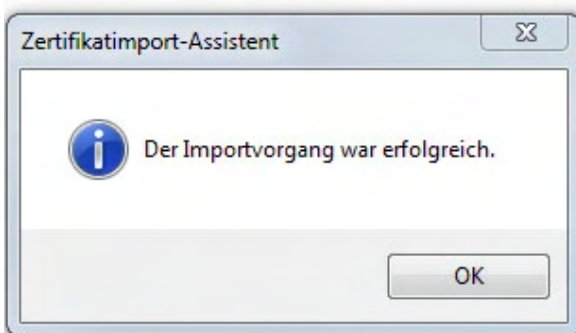 Zertifikatimport-Assistent
Der Importvorgang war erfolgreich.
OK